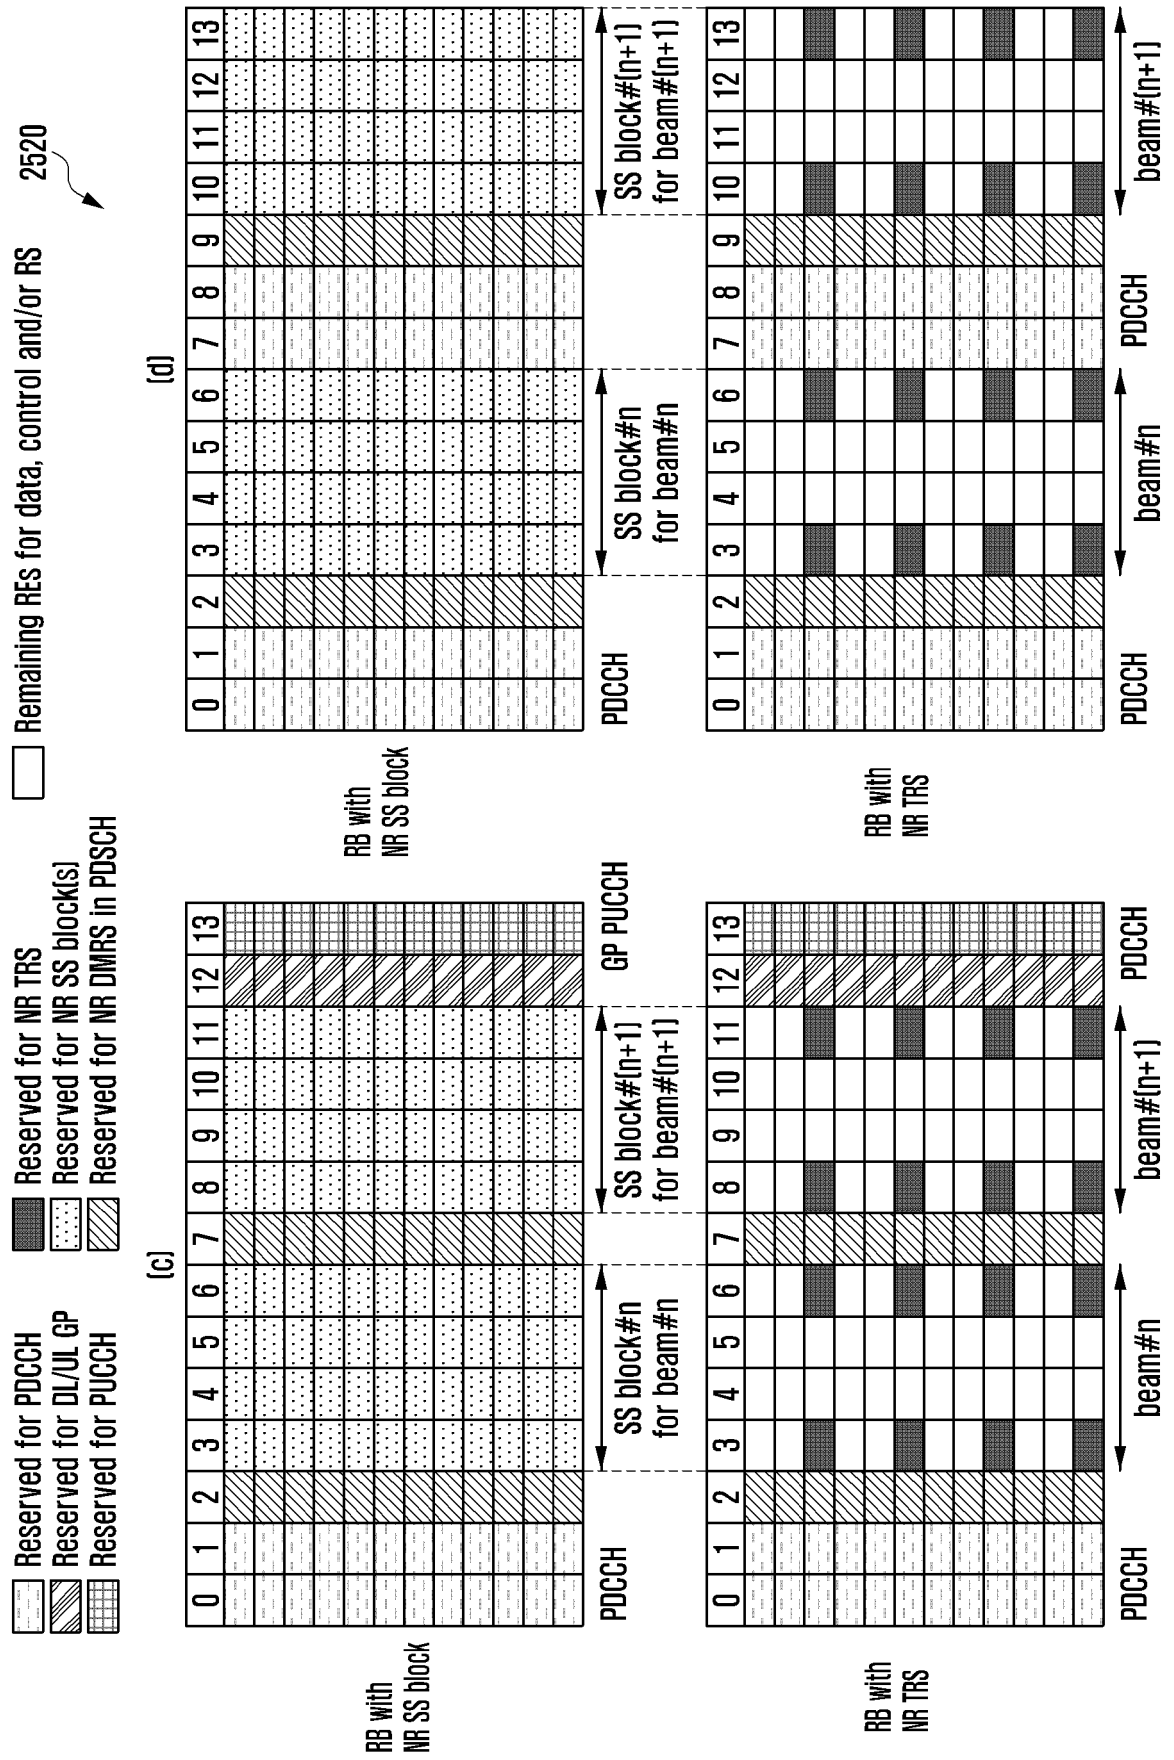 Reserved for PDCCH
Reserved for DL/UL GP
Reserved for PUCCH
Reserved for NR TRS
Reserved for NR SS block(s)
Reserved for NR DMRS in PDSCH
Remaining REs for data, control and/or RS
2520
(c)
RB with
NR SS block
0 1 2 3 4 5 6 7 8 9 10 11 12 13
PDCCH
SS block#n
for beam#n
SS block#(n+1)
for beam#(n+1)
GP PUCCH
RB with
NR TRS
0 1 2 3 4 5 6 7 8 9 10 11 12 13
PDCCH
beam#n
beam#(n+1)
PDCCH
(d)
RB with
NR SS block
0 1 2 3 4 5 6 7 8 9 10 11 12 13
PDCCH
SS block#n
for beam#n
SS block#(n+1)
for beam#(n+1)
RB with
NR TRS
0 1 2 3 4 5 6 7 8 9 10 11 12 13
PDCCH
beam#n
PDCCH
beam#(n+1)